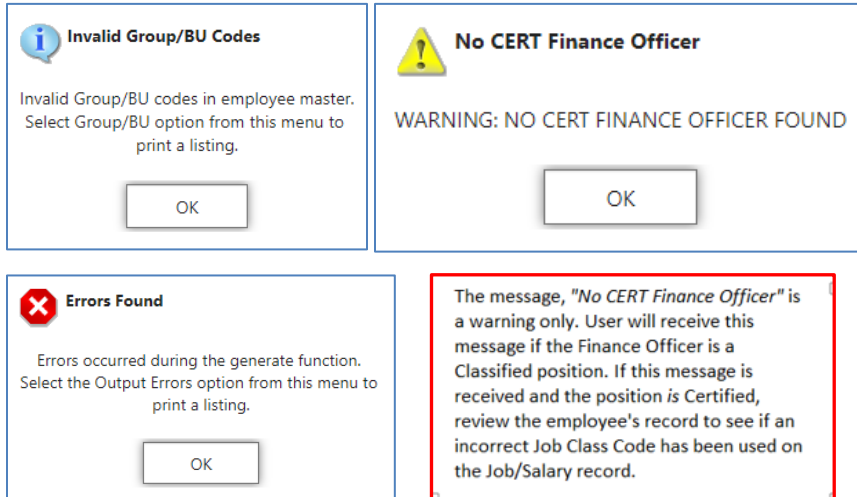 Invalid Group/BU Codes
Invalid Group/BU codes in employee master.
Select Group/BU option from this menu to
print a listing.
OK
No CERT Finance Officer
WARNING: NO CERT FINANCE OFFICER FOUND
OK
Errors Found
Errors occurred during the generate function.
Select the Output Errors option from this menu to
print a listing.
OK
The message, "No CERT Finance Officer" is
a warning only. User will receive this
message if the Finance Officer is a
Classified position. If this message is
received and the position is Certified,
review the employee's record to see if an
incorrect Job Class Code has been used on
the Job/Salary record.